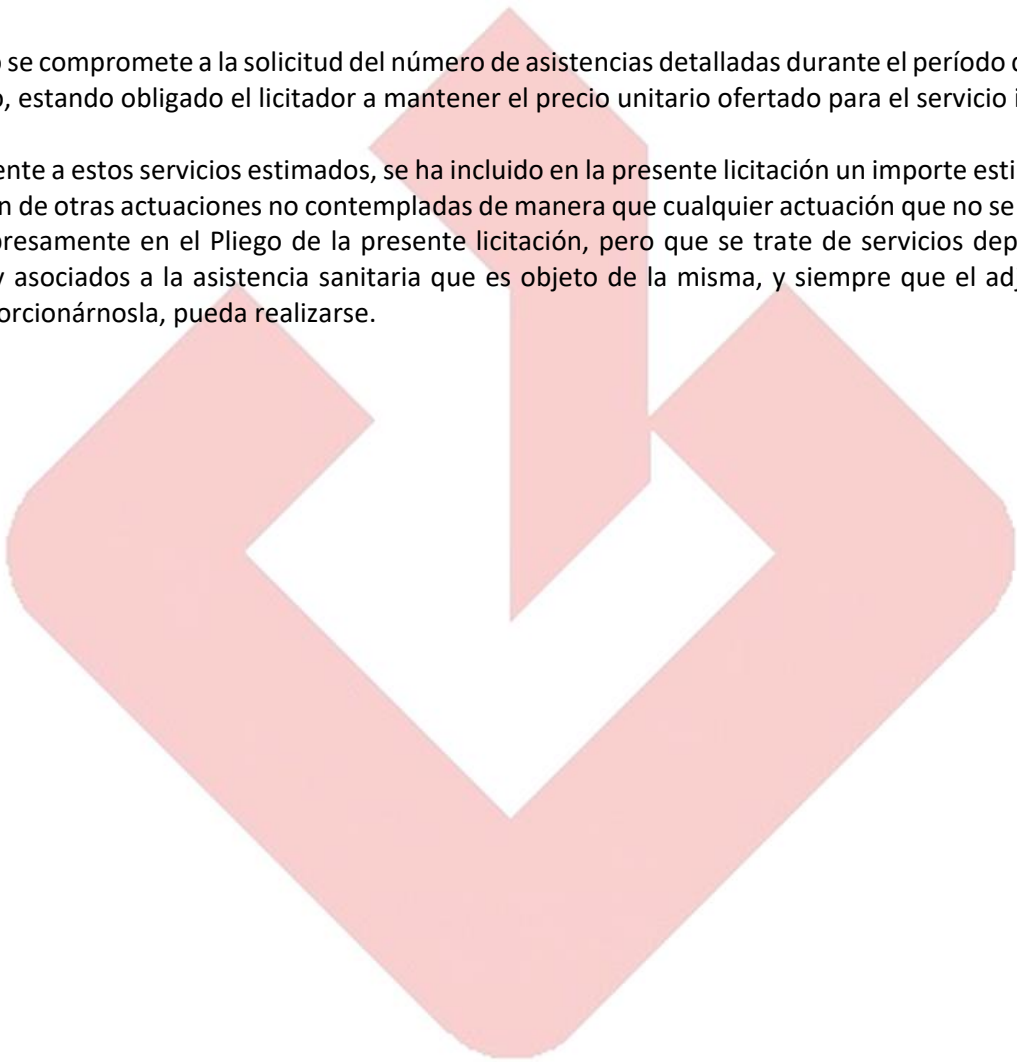 se compromete a la solicitud del número de asistencias detalladas durante el período
, estando obligado el licitador a mantener el precio unitario ofertado para el servicio
ente a estos servicios estimados, se ha incluido en la presente licitación un importe esti
n de otras actuaciones no contempladas de manera que cualquier actuación que no se
presamente en el Pliego de la presente licitación, pero que se trate de servicios dep
y asociados a la asistencia sanitaria que es objeto de la misma, y siempre que el adj
orcionárnosla, pueda realizarse.